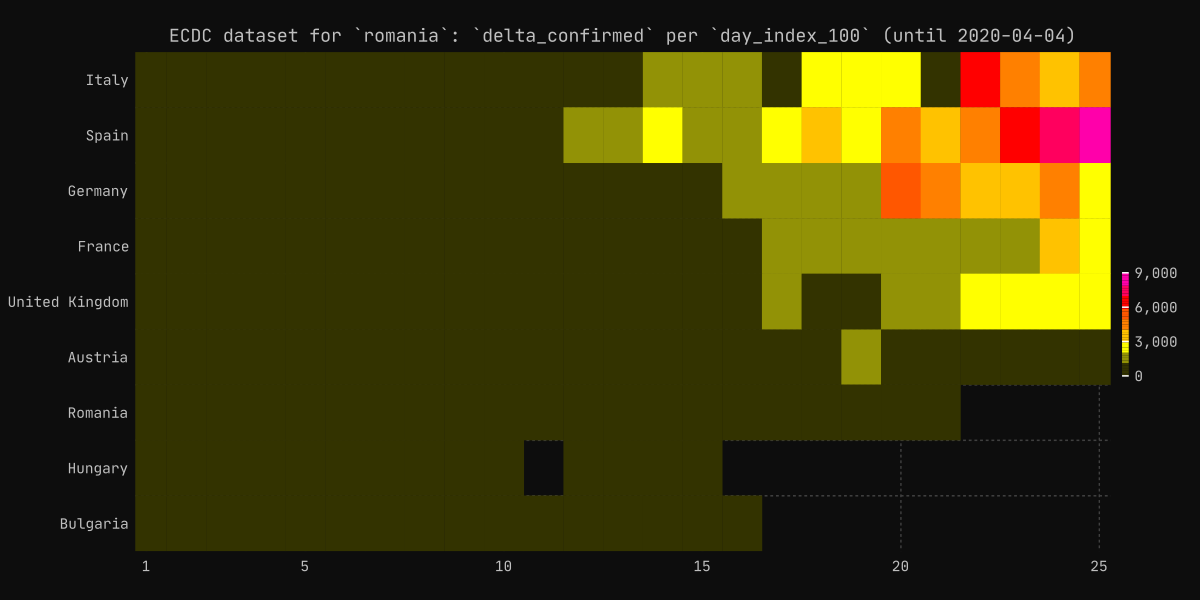 ECDC dataset for `romania`: `delta_confirmed` per `day_index_100` (until 2020-04-04)
Italy
Spain
Germany
France
United Kingdom
Austria
Romania
Hungary
Bulgaria
1 5 10 15 20 25
9,000
6,000
3,000
0